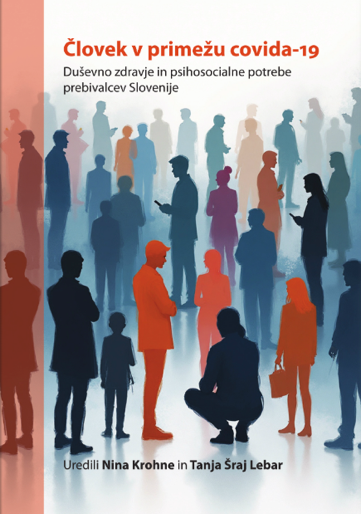 Človek v primežu covida-19
Duševno zdravje in psihosocialne potrebe
prebivalcev Slovenije
Uredili Nina Krohne in Tanja Šraj Lebar